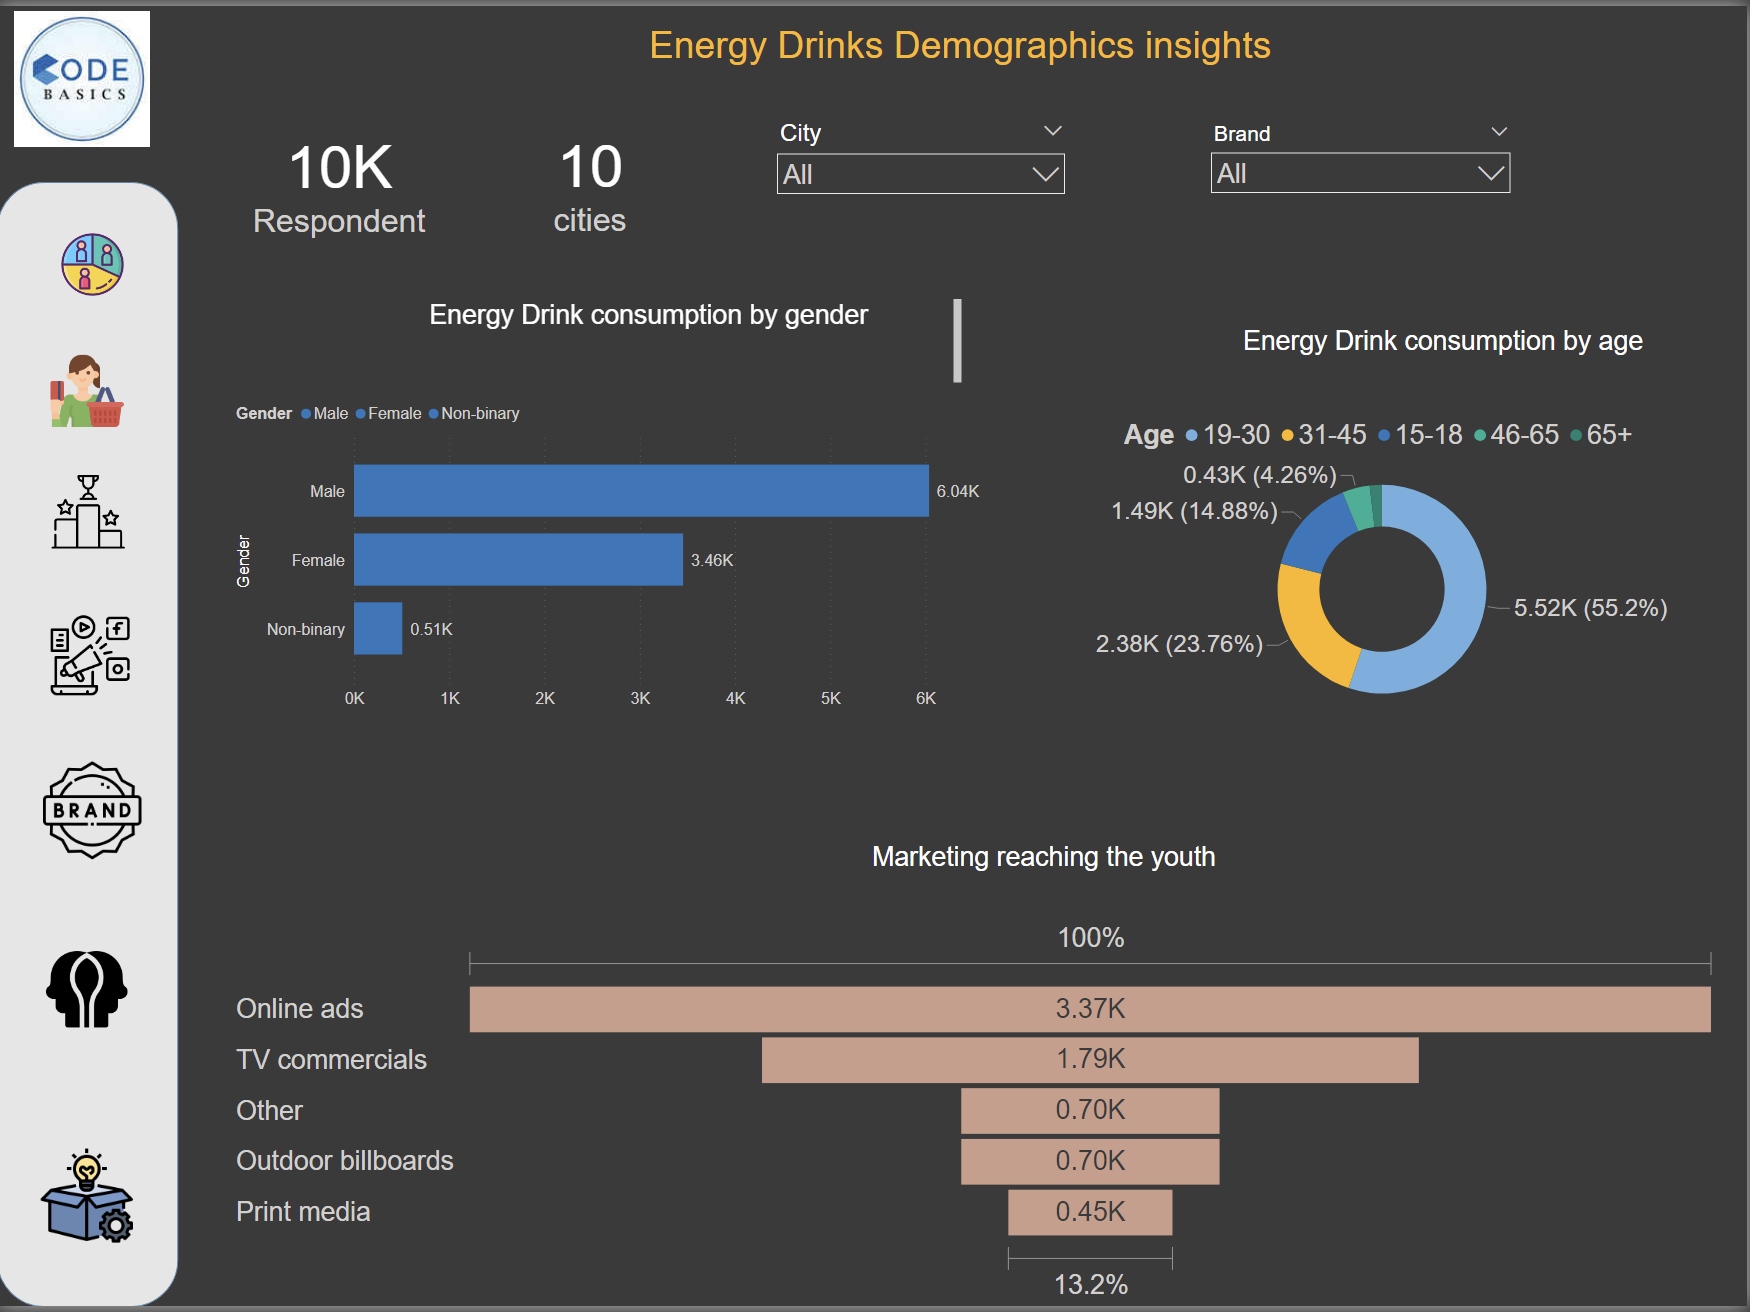 CODE
BASICS
Energy Drinks Demographics insights
10K
Respondent
10
cities
City
All
Brand
All
Energy Drink consumption by gender
Gender Male Female Non-binary
Gender
Male
6.04K
Female
3.46K
Non-binary
0.51K
0K 1K 2K 3K 4K 5K 6K
Energy Drink consumption by age
Age 19-30 31-45 15-18 46-65 65+
0.43K (4.26%)
1.49K (14.88%)
5.52K (55.2%)
2.38K (23.76%)
BRAND
Marketing reaching the youth
100%
Online ads 3.37K
TV commercials 1.79K
Other 0.70K
Outdoor billboards 0.70K
Print media 0.45K
13.2%